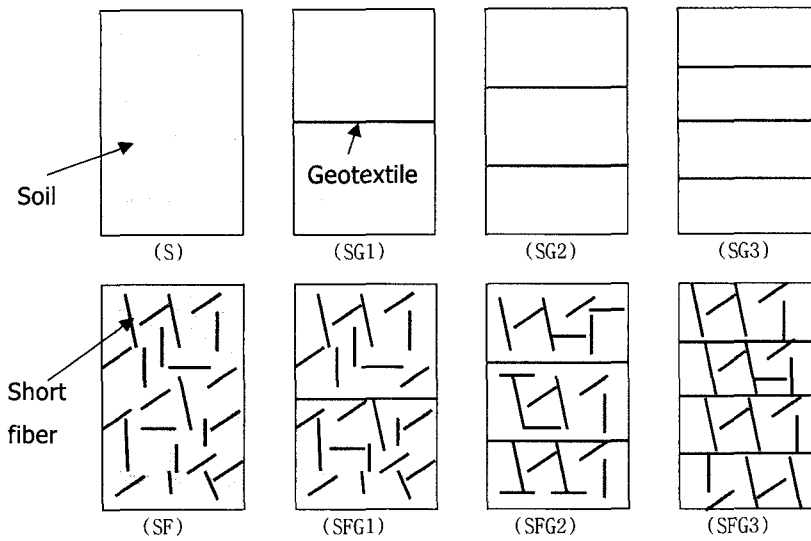 Soil
Geotextile
(S)
(SG1)
(SG2)
(SG3)
Short
fiber
(SF)
(SFG1)
(SFG2)
(SFG3)